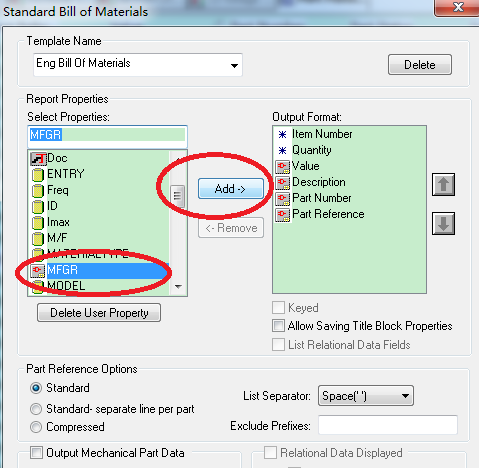 Standard Bill of Materials
Template Name
Eng Bill Of Materials
Delete
Report Properties
Select Properties:
MFGR
Doc
ENTRY
Freq
ID
Imax
M/F
MATERIALTYPE
MFGR
MODEL
Add ->
<- Remove
Delete User Property
Output Format:
Item Number
Quantity
Value
Description
Part Number
Part Reference
Keyed
Allow Saving Title Block Properties
List Relational Data Fields
Part Reference Options
Standard
Standard- separate line per part
Compressed
List Separator:
Space(' ')
Exclude Prefixes:
Output Mechanical Part Data
Relational Data Displayed